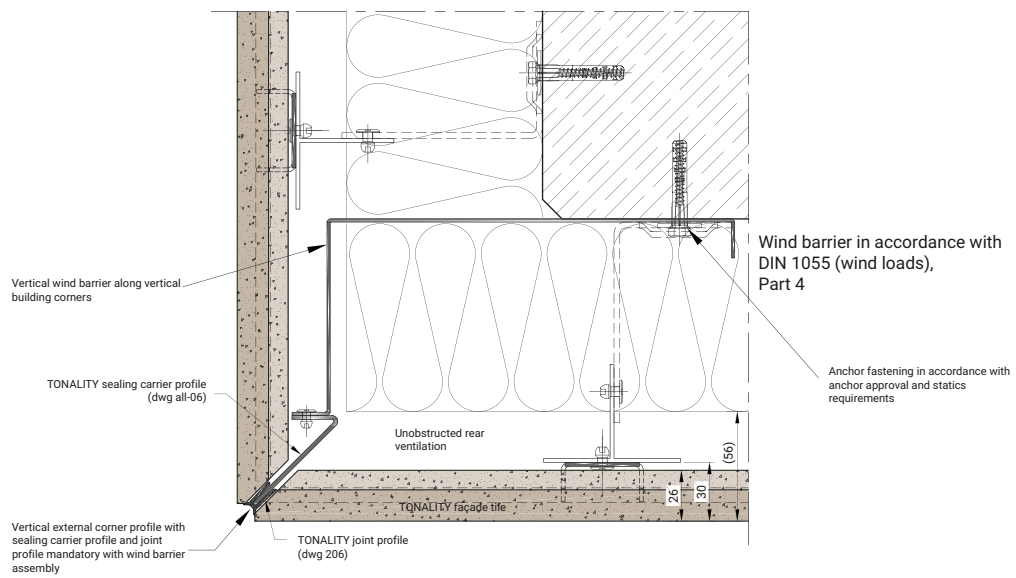 Wind barrier in accordance with
DIN 1055 (wind loads),
Part 4
Vertical wind barrier along vertical
building corners
Anchor fastening in accordance with
anchor approval and statics
requirements
TONALITY sealing carrier profile
(dwg all-06)
Unobstructed rear
ventilation
(56)
26
30
TONALITY façade tile
Vertical external corner profile with
sealing carrier profile and joint
profile mandatory with wind barrier
assembly
TONALITY joint profile
(dwg 206)